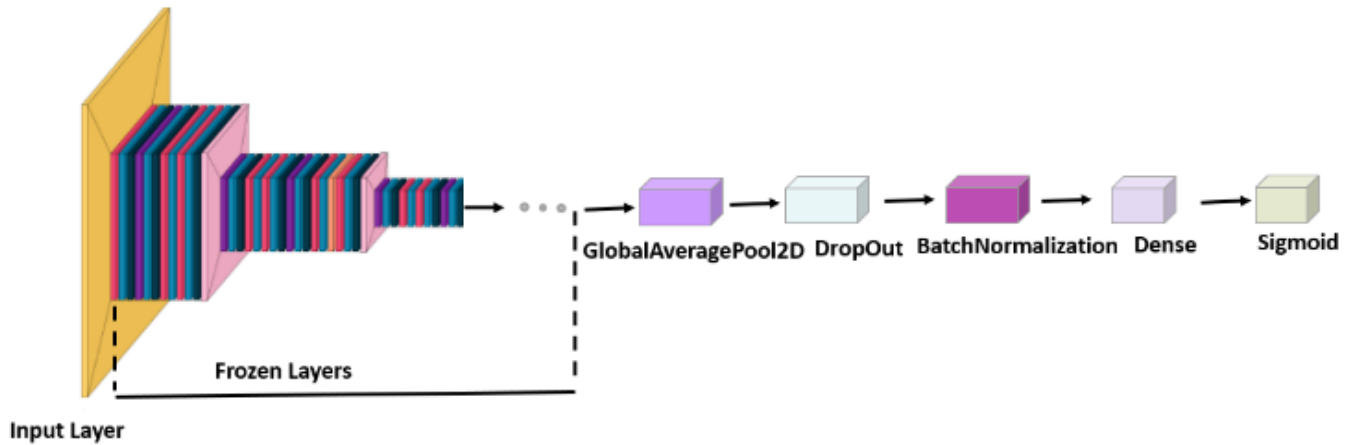 GlobalAveragePool2D
DropOut
BatchNormalization
Dense
Sigmoid
Frozen Layers
Input Layer